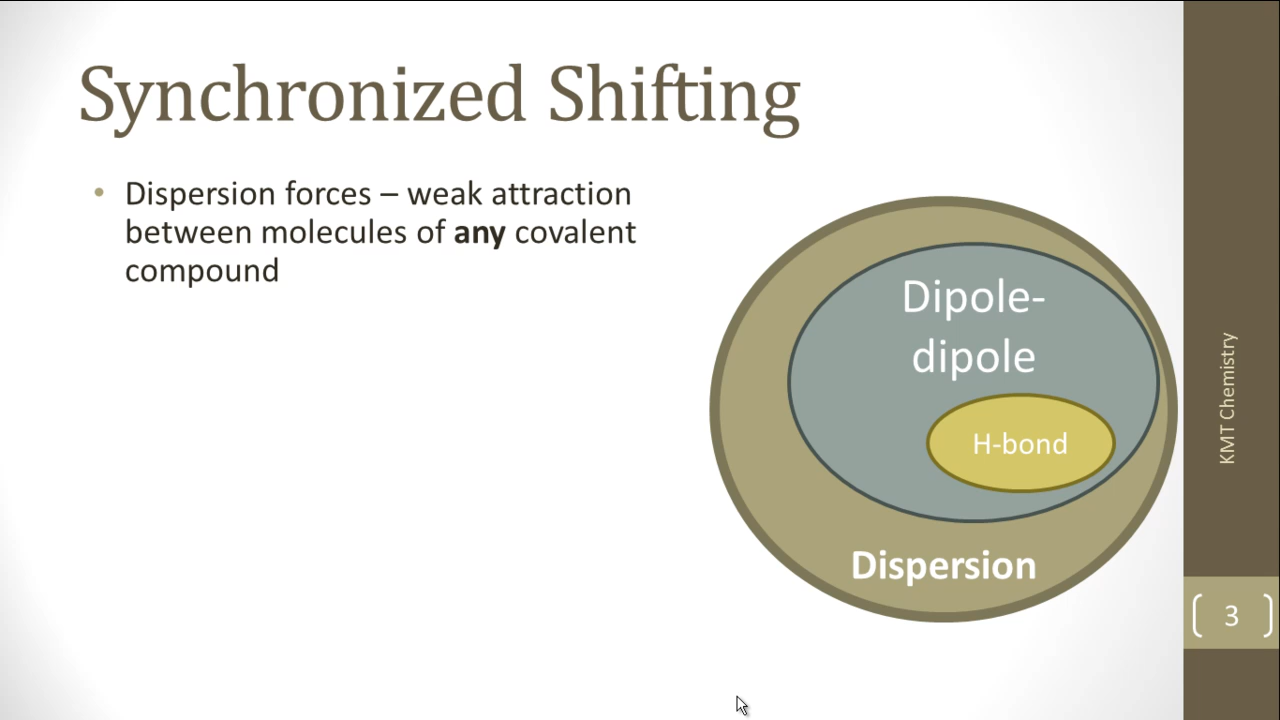 Synchronized Shifting
• Dispersion forces – weak attraction
between molecules of any covalent
compound
Dipole-
dipole
H-bond
Dispersion
KMT Chemistry
3